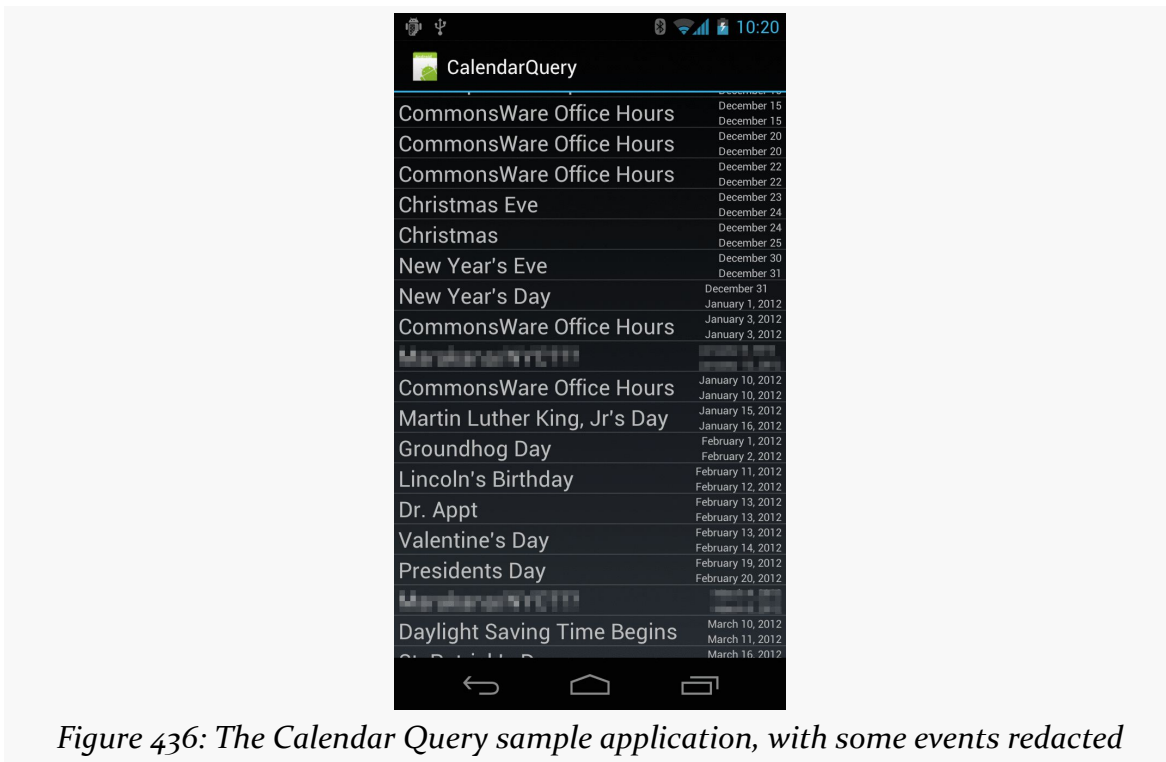 10:20
CalendarQuery
CommonsWare Office Hours
December 15
December 15
CommonsWare Office Hours
December 20
December 20
CommonsWare Office Hours
December 22
December 22
Christmas Eve
December 23
December 24
Christmas
December 24
December 25
New Year's Eve
December 30
December 31
New Year's Day
December 31
January 1, 2012
CommonsWare Office Hours
January 3, 2012
January 3, 2012
CommonsWare Office Hours
January 10, 2012
January 10, 2012
Martin Luther King, Jr's Day
January 15, 2012
January 16, 2012
Groundhog Day
February 1, 2012
February 2, 2012
Lincoln's Birthday
February 11, 2012
February 12, 2012
Dr. Appt
February 13, 2012
February 13, 2012
Valentine's Day
February 13, 2012
February 14, 2012
Presidents Day
February 19, 2012
February 20, 2012
Daylight Saving Time Begins
March 10, 2012
March 11, 2012
March 16, 2012
Figure 436: The Calendar Query sample application, with some events redacted